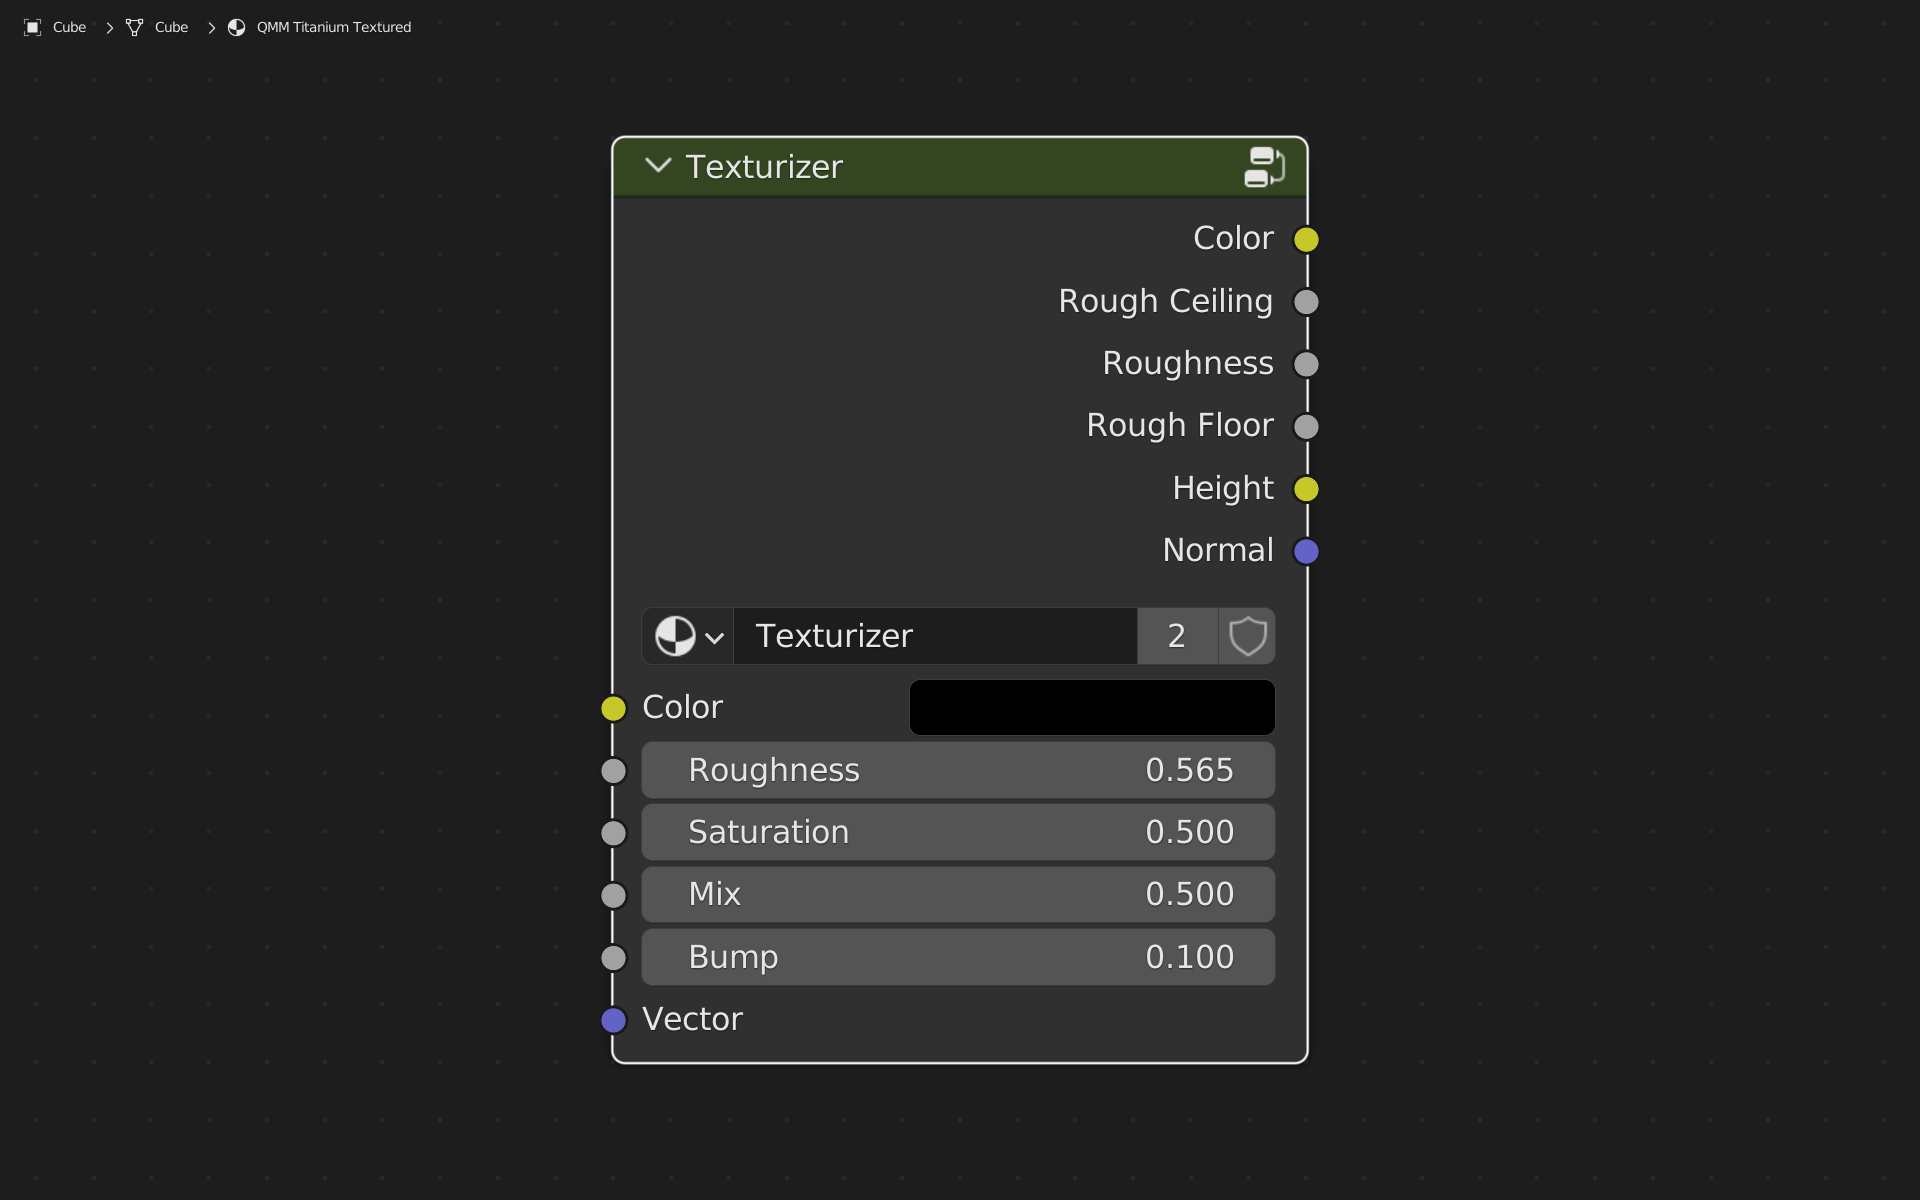 Cube Cube QMM Titanium Textured
Texturizer
Color
Rough Ceiling
Roughness
Rough Floor
Height
Normal
Texturizer 2
Color
Roughness 0.565
Saturation 0.500
Mix 0.500
Bump 0.100
Vector